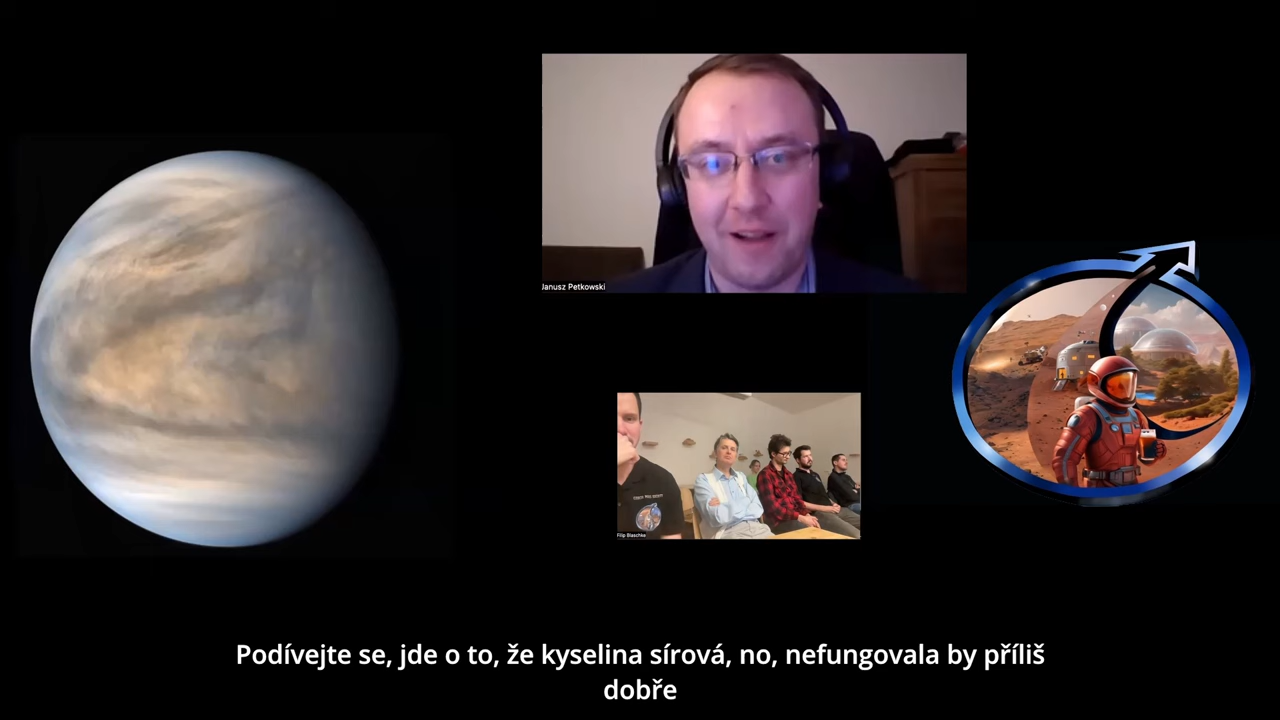 Janusz Petkowski
Filip Blaschke
Podívejte se, jde o to, že kyselina sírová, no, nefungovala by příliš
dobře